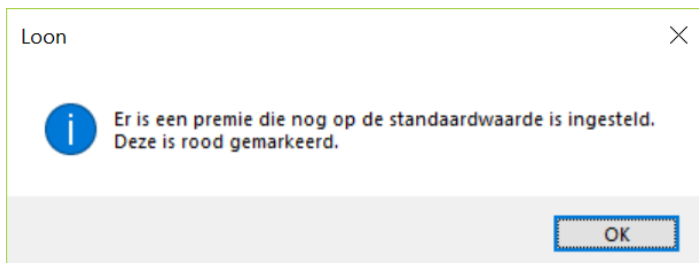 Loon
Er is een premie die nog op de standaardwaarde is ingesteld.
Deze is rood gemarkeerd.
OK